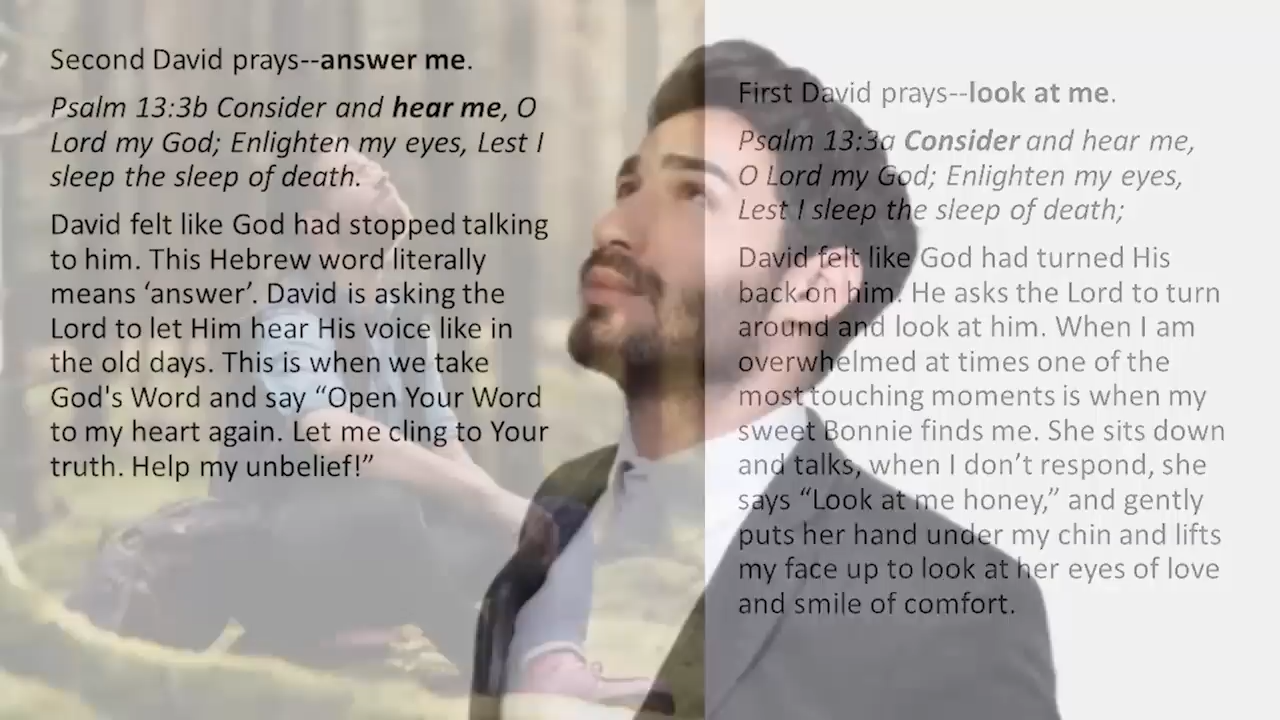 Second David prays--answer me.
Psalm 13:3b Consider and hear me, O
Lord my God; Enlighten my eyes, Lest I
sleep the sleep of death.
David felt like God had stopped talking
to him. This Hebrew word literally
means ‘answer’. David is asking the
Lord to let Him hear His voice like in
the old days. This is when we take
God's Word and say “Open Your Word
to my heart again. Let me cling to Your
truth. Help my unbelief!”
First David prays--look at me.
Psalm 13:3a Consider and hear me,
O Lord my God; Enlighten my eyes,
Lest I sleep the sleep of death;
David felt like God had turned His
back on him. He asks the Lord to turn
around and look at him. When I am
overwhelmed at times one of the
most touching moments is when my
sweet Bonnie finds me. She sits down
and talks, when I don’t respond, she
says “Look at me honey,” and gently
puts her hand under my chin and lifts
my face up to look at her eyes of love
and smile of comfort.